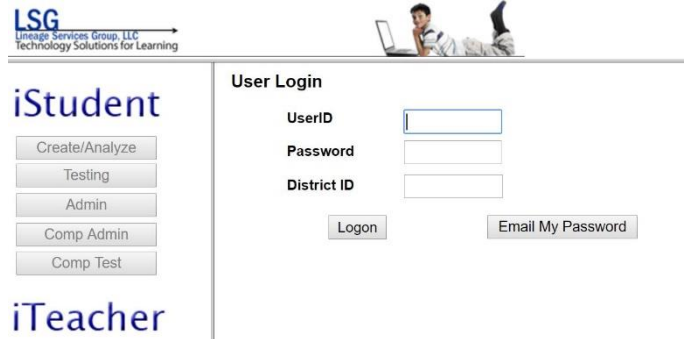 LSG
Lineage Services Group, LLC
Technology Solutions for Learning
iStudent
Create/Analyze
Testing
Admin
Comp Admin
Comp Test
iTeacher
User Login
UserID
Password
District ID
Logon
Email My Password